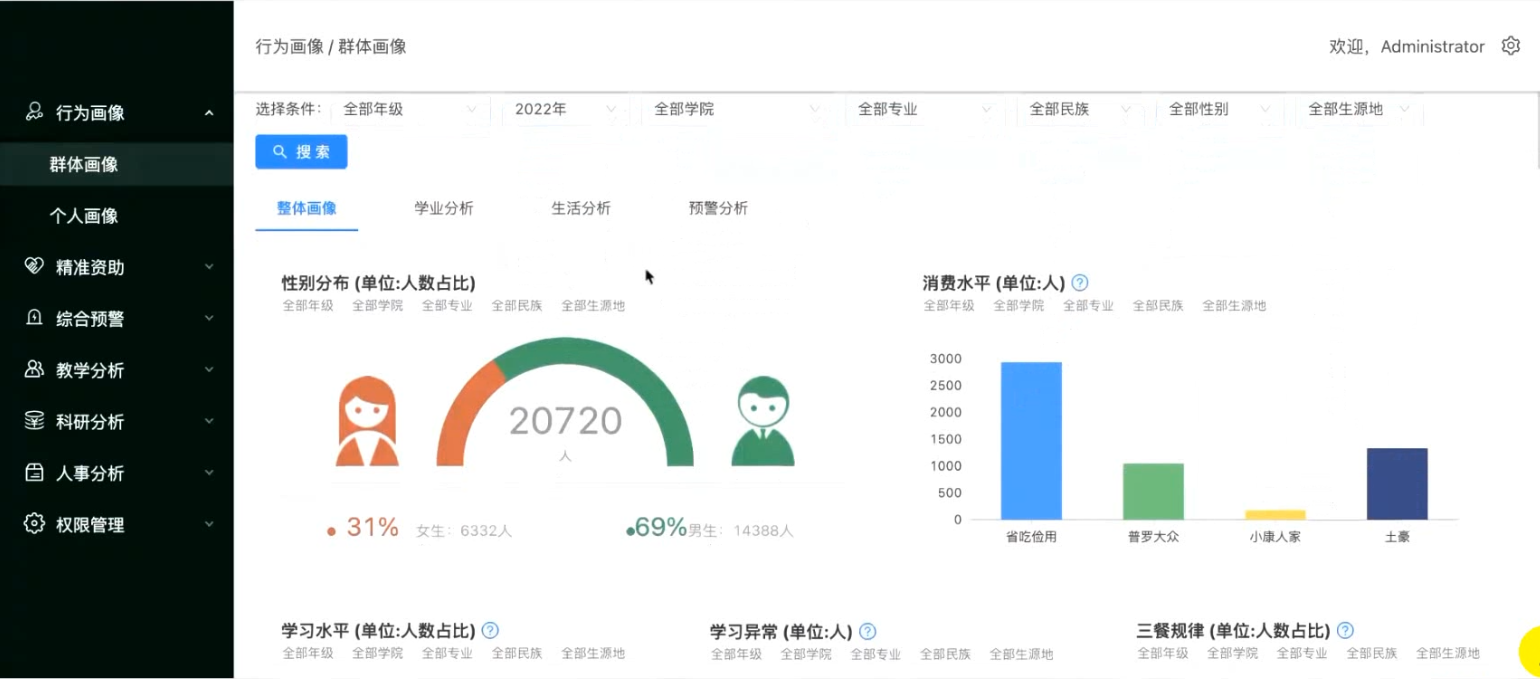 行为画像 / 群体画像
欢迎，Administrator
行为画像
群体画像
个人画像
精准资助
综合预警
教学分析
科研分析
人事分析
权限管理
选择条件： 全部年级 2022年 全部学院 全部专业 全部民族 全部性别 全部生源地
搜 索
整体画像 学业分析 生活分析 预警分析
性别分布 (单位:人数占比)
全部年级 全部学院 全部专业 全部民族 全部生源地
20720
人
31% 女生：6332人
69% 男生：14388人
消费水平 (单位:人) ?
全部年级 全部学院 全部专业 全部民族 全部生源地
3000
2500
2000
1500
1000
500
0
省吃俭用 普罗大众 小康人家 土豪
学习水平 (单位:人数占比) ?
全部年级 全部学院 全部专业 全部民族 全部生源地
学习异常 (单位:人) ?
全部年级 全部学院 全部专业 全部民族 全部生源地
三餐规律 (单位:人数占比) ?
全部年级 全部学院 全部专业 全部民族 全部生源地